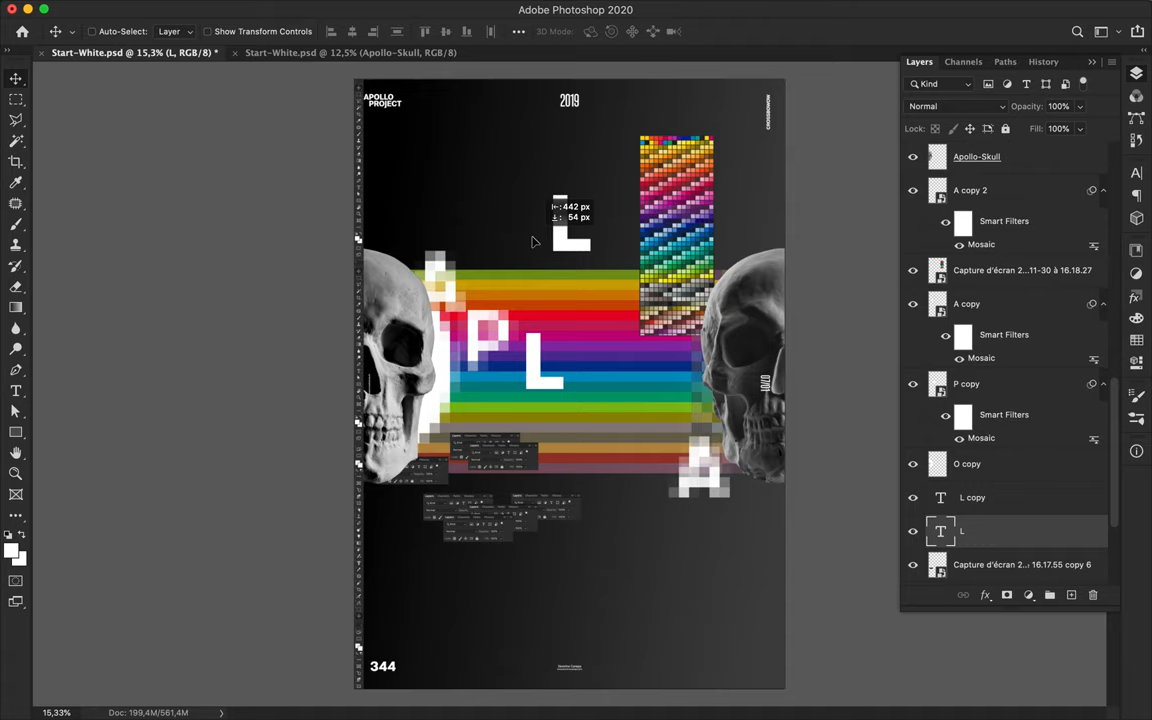 Adobe Photoshop 2020
Auto-Select:
Layer
Show Transform Controls
3D Mode:
Start-White.psd @ 15,3% (L, RGB/8) *
Start-White.psd @ 12,5% (Apollo-Skull, RGB/8)
Layers
Channels
Paths
History
Kind
Normal
Opacity: 100%
Lock:
Fill: 100%
Apollo-Skull
A copy 2
Smart Filters
Mosaic
Capture d'écran 2...11-30 à 16.18.27
A copy
Smart Filters
Mosaic
P copy
Smart Filters
Mosaic
O copy
L copy
L
Capture d'écran 2...: 16.17.55 copy 6
APOLLO
PROJECT
2019
442 px
54 px
L
A
P
L
A
07/01
344
15,33%
Doc: 199,4M/561,4M